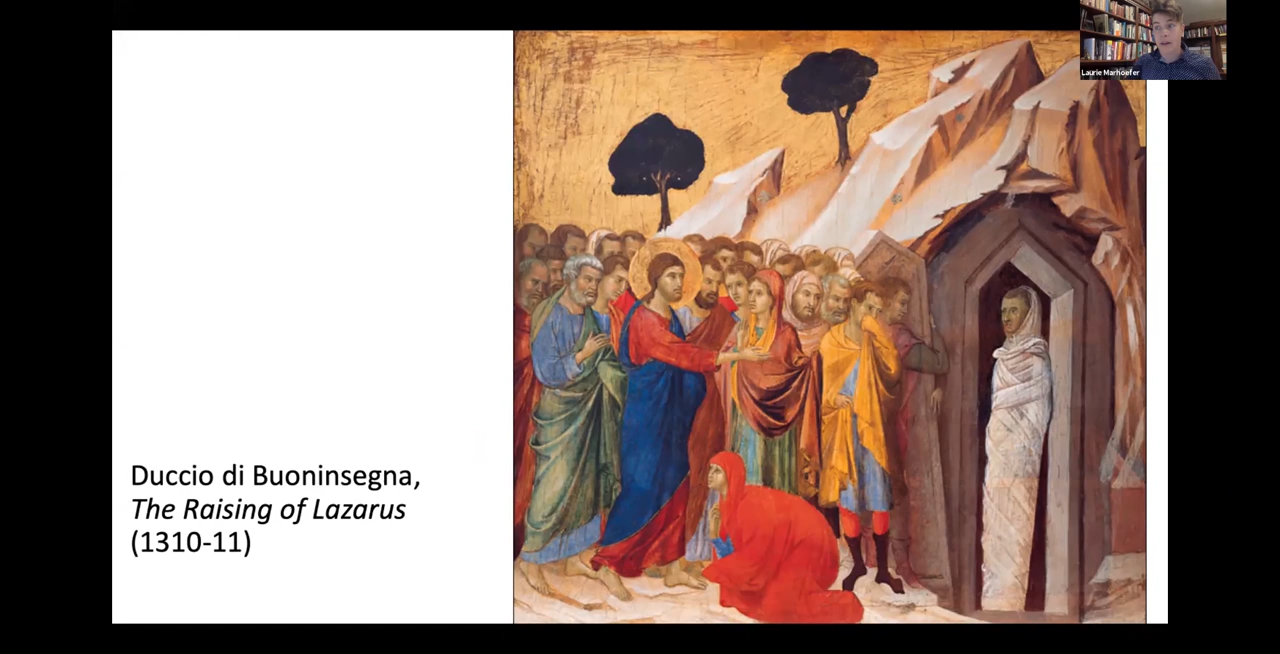 Laurie Marhoefer
Duccio di Buoninsegna,
The Raising of Lazarus
(1310-11)